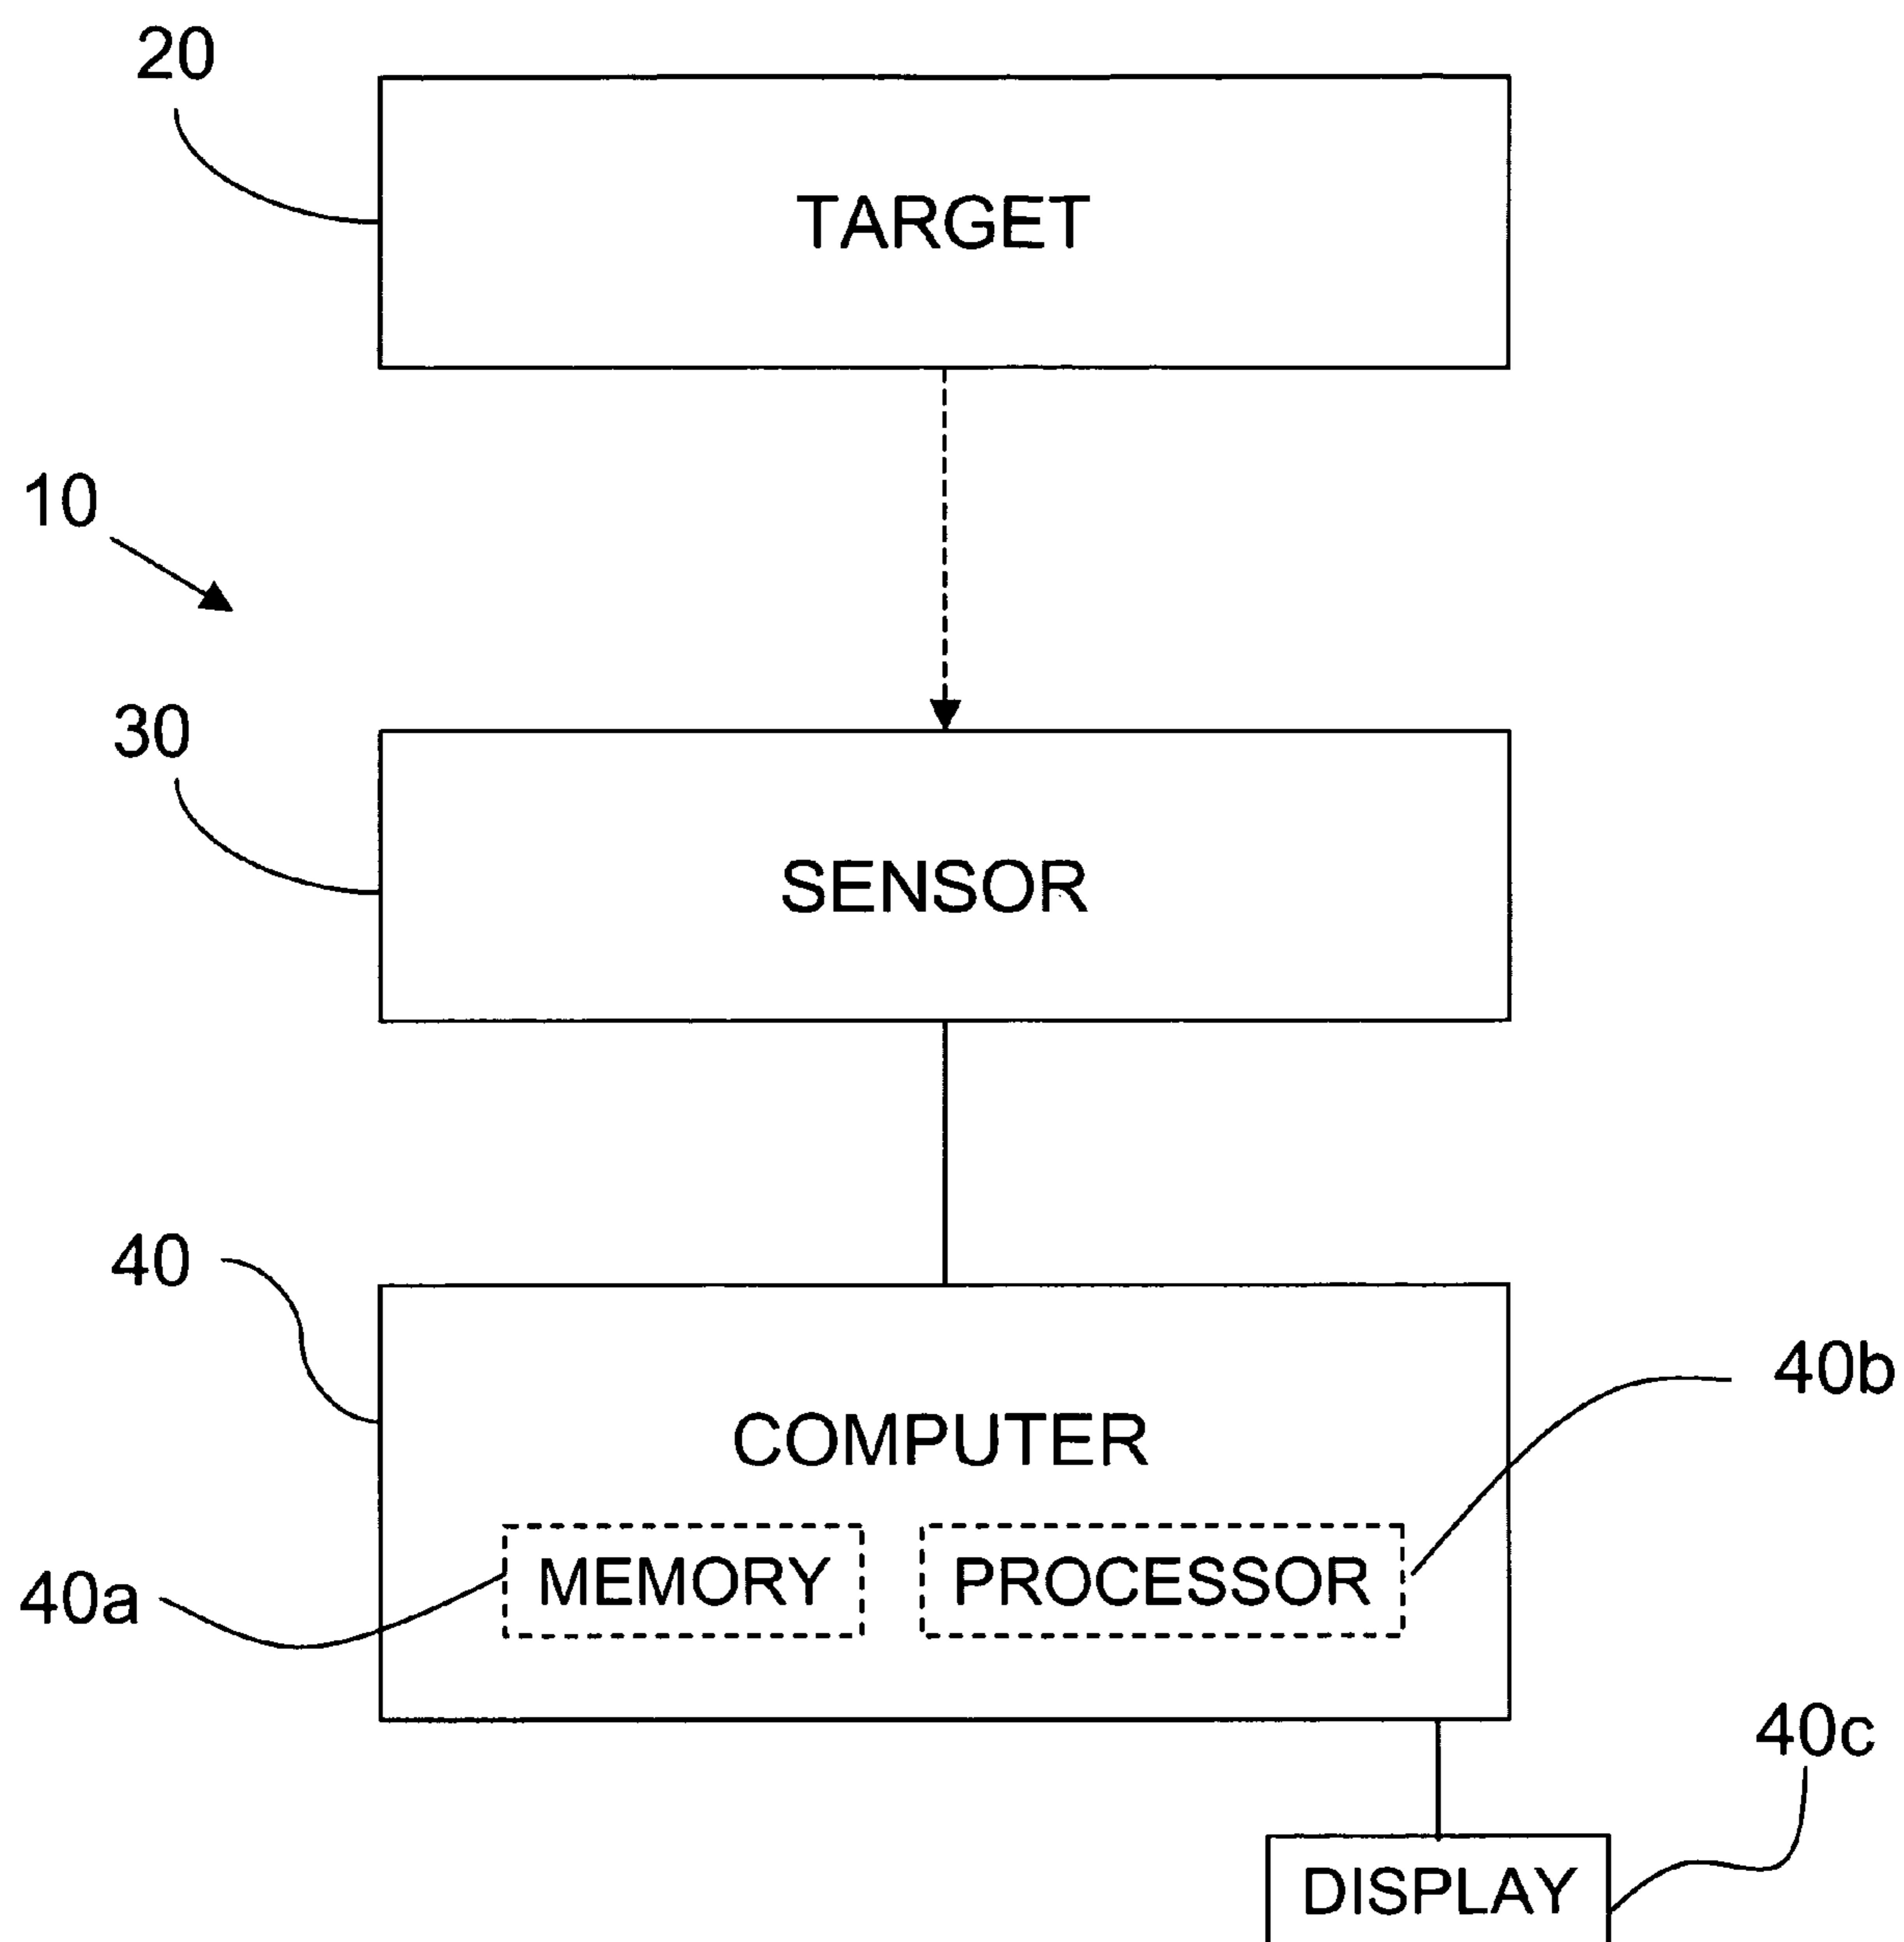 20
TARGET
10
30
SENSOR
40
40b
COMPUTER
MEMORY PROCESSOR
40a
40c
DISPLAY